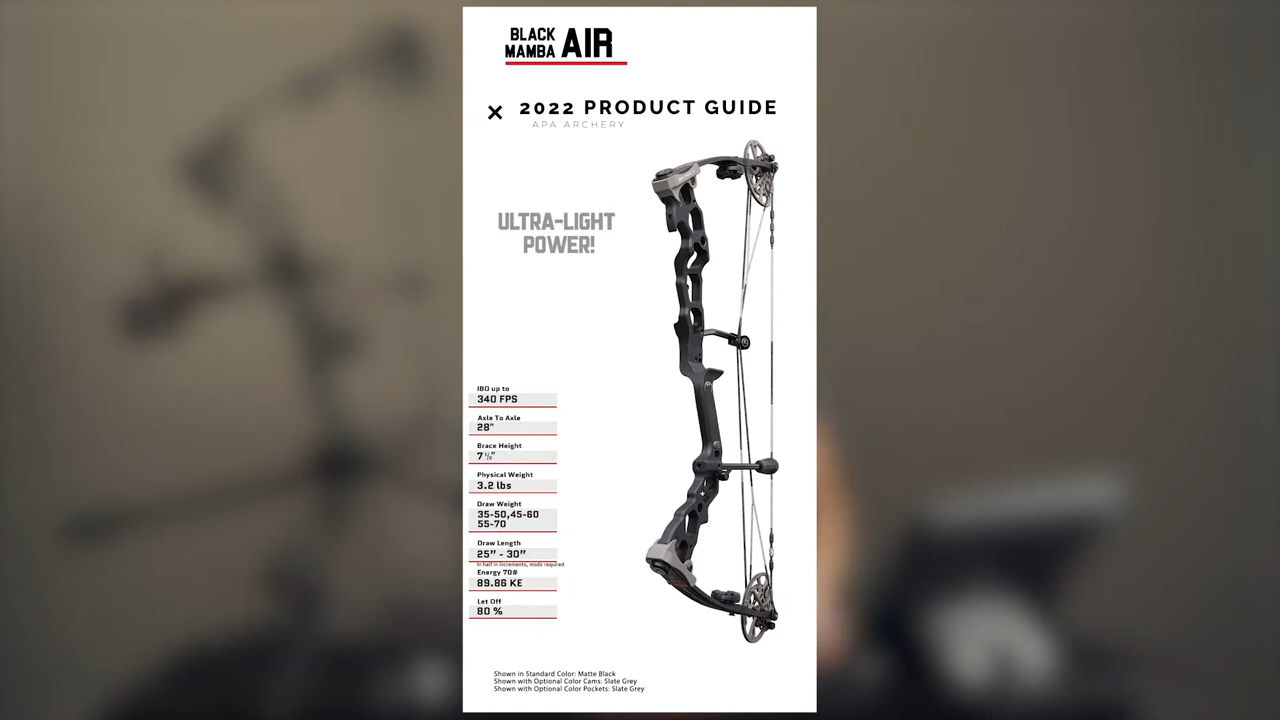 BLACK
MAMBA AIR
× 2022 PRODUCT GUIDE
APA ARCHERY
ULTRA-LIGHT
POWER!
IBO up to
340 FPS
Axle To Axle
28"
Brace Height
7
Physical Weight
3.2 lbs
Draw Weight
35-50,45-60
55-70
Draw Length
25" - 30"
In half in increments, mods required
Energy 70#
89.86 KE
Let Off
80 %
Shown in Standard Color: Matte Black
Shown with Optional Color Cams: Slate Grey
Shown with Optional Color Pockets: Slate Grey